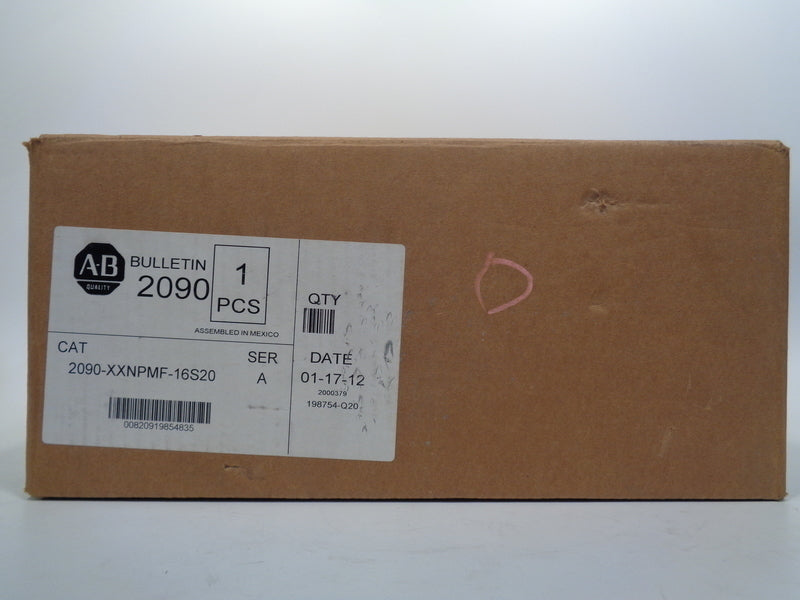 A-B
QUALITY
BULLETIN
2090
1
PCS
ASSEMBLED IN MEXICO
QTY
CAT
2090-XXNPMF-16S20
SER
A
00820919854835
DATE
01-17-12
2000379
198754-Q20